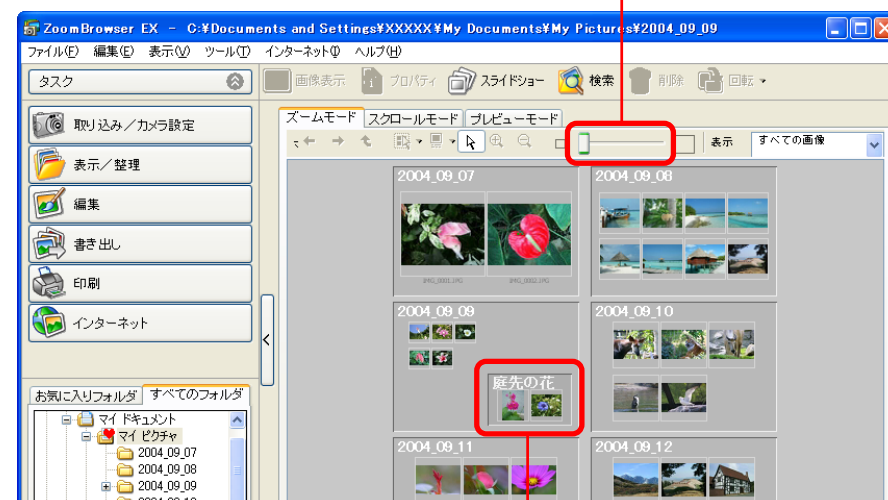 ZoomBrowser EX - C:¥Documents and Settings¥XXXXX¥My Documents¥My Pictures¥2004_09_09
ファイル(F) 編集(E) 表示(V) ツール(T) インターネット(I) ヘルプ(H)
タスク
画像表示 プロパティ スライドショー 検索 削除 回転
取り込み/カメラ設定
表示/整理
編集
書き出し
印刷
インターネット
お気に入りフォルダ すべてのフォルダ
マイ ドキュメント
マイ ピクチャ
2004_09_07
2004_09_08
2004_09_09
ズームモード スクロールモード プレビューモード
表示 すべての画像
2004_09_07 2004_09_08
IMG_0001.JPG IMG_0002.JPG
2004_09_09 2004_09_10
庭先の花
2004_09_11 2004_09_12